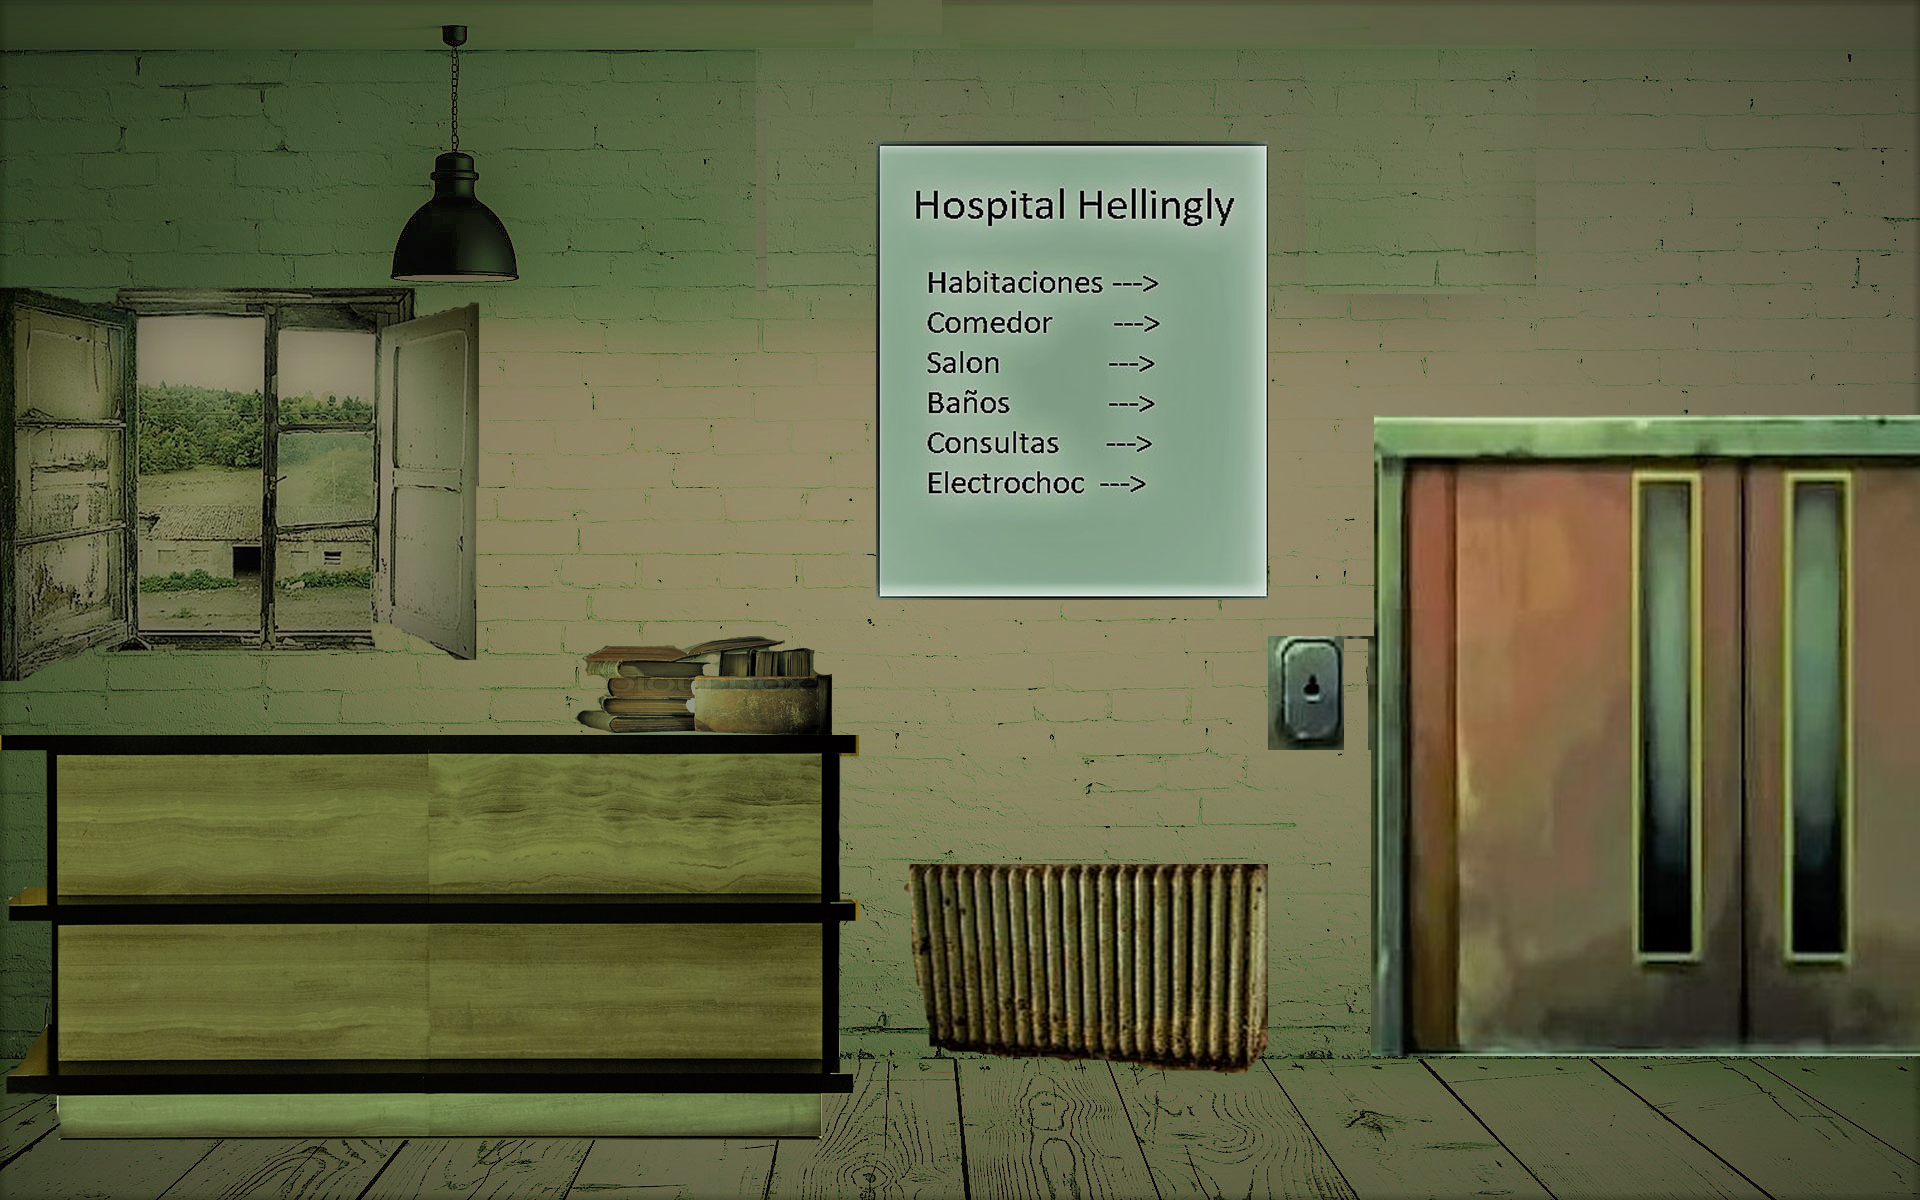 Hospital Hellingly
Habitaciones --->
Comedor --->
Salon --->
Baños --->
Consultas --->
Electrochoc --->